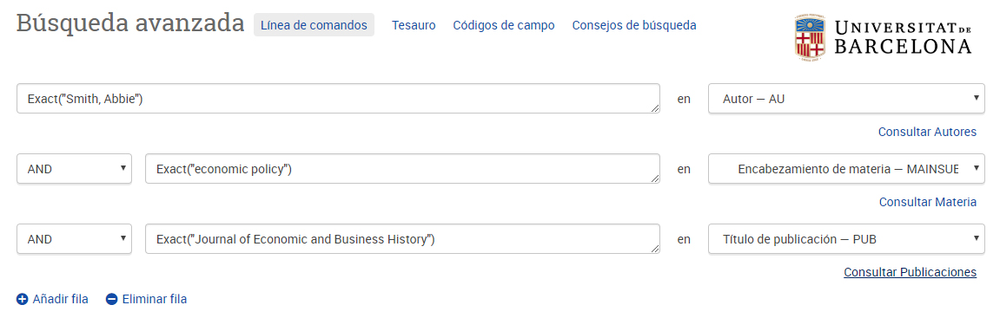 Búsqueda avanzada Línea de comandos Tesauro Códigos de campo Consejos de búsqueda
UNIVERSITAT DE
BARCELONA
Exact("Smith, Abbie") en Autor — AU
Consultar Autores
AND Exact("economic policy") en Encabezamiento de materia — MAINSUE
Consultar Materia
AND Exact("Journal of Economic and Business History") en Título de publicación — PUB
Consultar Publicaciones
Añadir fila Eliminar fila